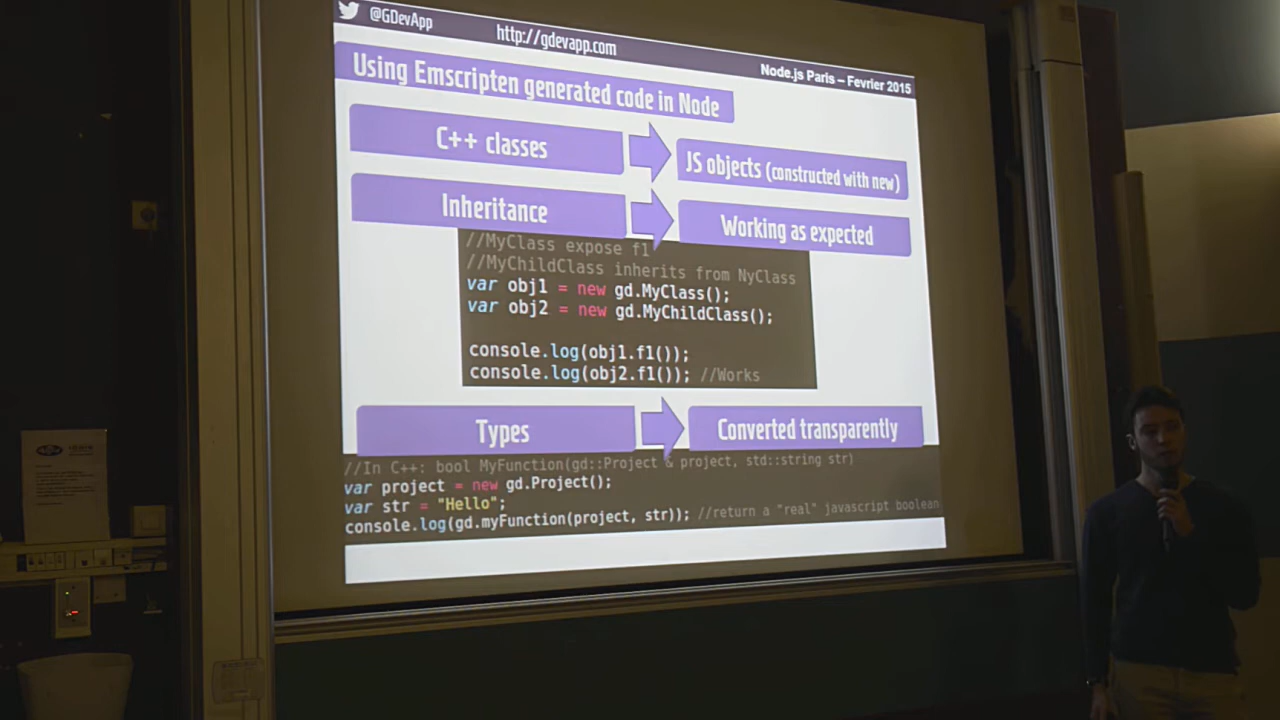 @GDevApp
http://gdevapp.com
Node.js Paris – Fevrier 2015
Using Emscripten generated code in Node
C++ classes
JS objects (constructed with new)
Inheritance
Working as expected
//MyClass expose f1
//MyChildClass inherits from NyClass
var obj1 = new gd.MyClass();
var obj2 = new gd.MyChildClass();
console.log(obj1.f1());
console.log(obj2.f1()); //Works
Types
Converted transparently
//In C++: bool MyFunction(gd::Project & project, std::string str)
var project = new gd.Project();
var str = "Hello";
console.log(gd.myFunction(project, str)); //return a "real" javascript boolean